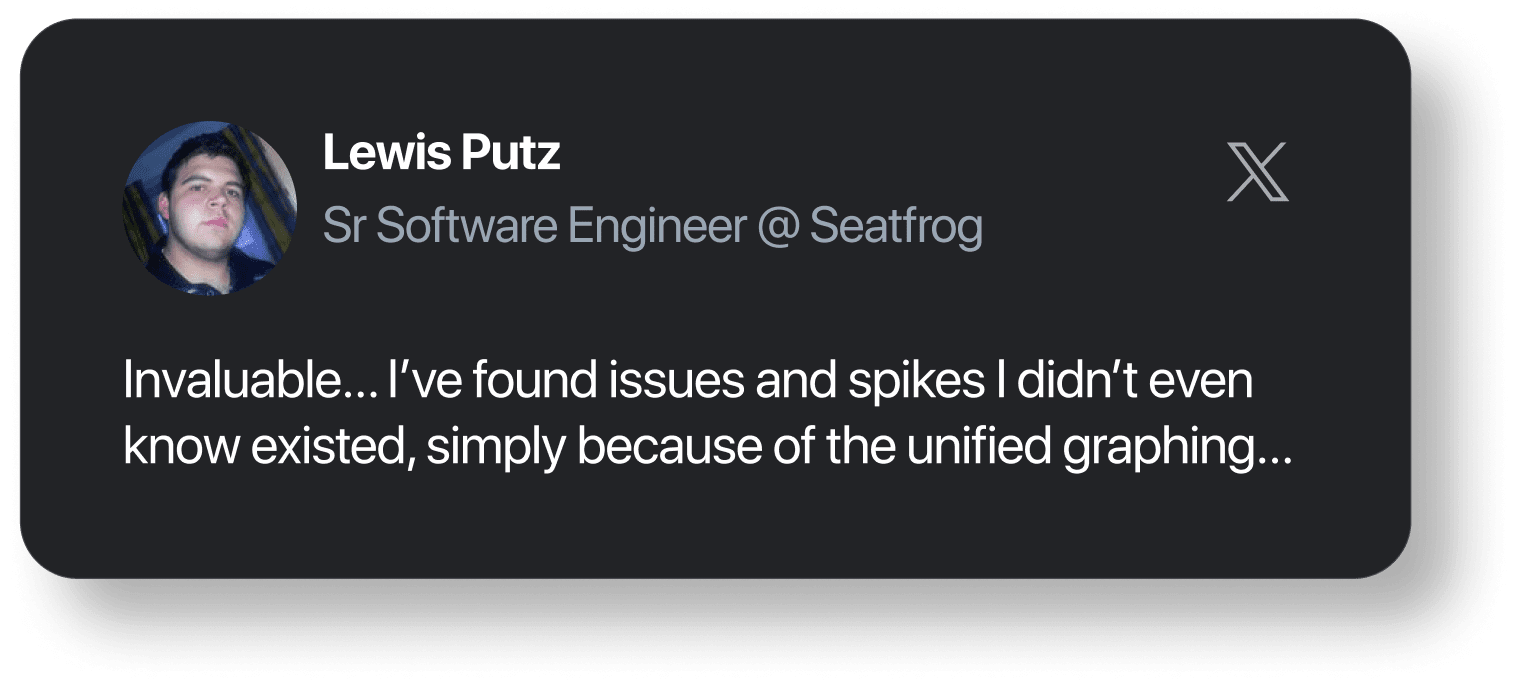 Lewis Putz
Sr Software Engineer @ Seatfrog
Invaluable... I’ve found issues and spikes I didn’t even
know existed, simply because of the unified graphing...